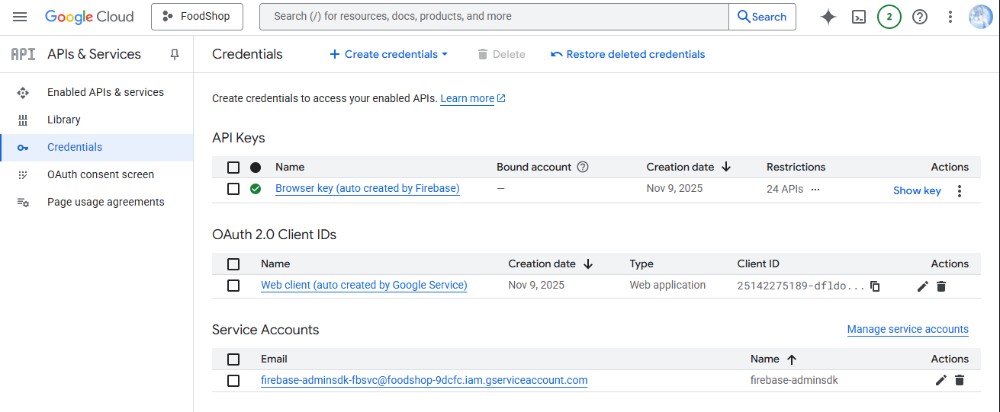 Google Cloud FoodShop Search (/) for resources, docs, products, and more Search 2
API APIs & Services Credentials Create credentials Delete Restore deleted credentials
Enabled APIs & services
Library
Credentials
OAuth consent screen
Page usage agreements
Create credentials to access your enabled APIs. Learn more
API Keys
Name Bound account Creation date Restrictions Actions
Browser key (auto created by Firebase) — Nov 9, 2025 24 APIs ... Show key
OAuth 2.0 Client IDs
Name Creation date Type Client ID Actions
Web client (auto created by Google Service) Nov 9, 2025 Web application 25142275189-dfldo...
Service Accounts Manage service accounts
Email Name Actions
firebase-adminsdk-fbsvc@foodshop-9dcfc.iam.gserviceaccount.com firebase-adminsdk